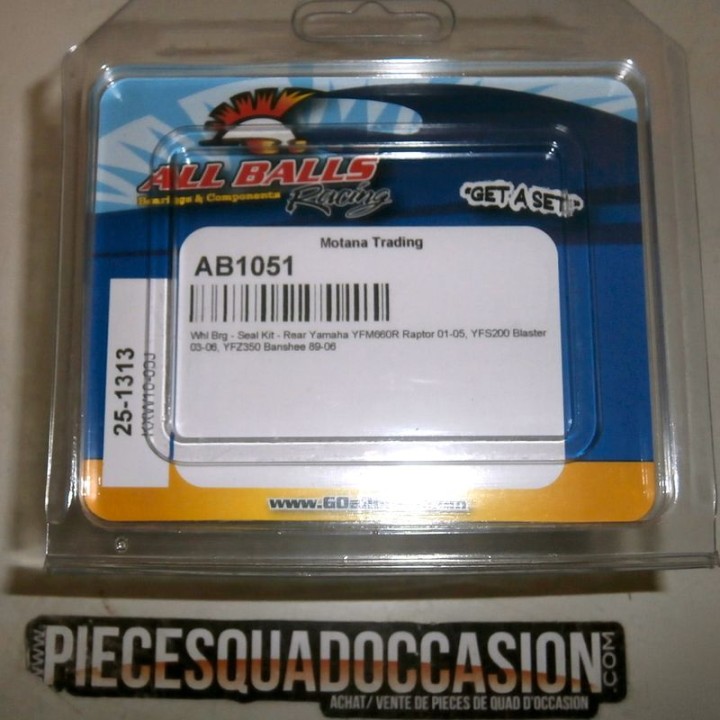 ALL BALLS
Racing
Bearings & Components
"GET A SET!"
Motana Trading
AB1051
Whl Brg - Seal Kit - Rear Yamaha YFM660R Raptor 01-05, YFS200 Blaster
03-06, YFZ350 Banshee 89-06
25-1313
WWW.PIECESQUADOCCASION.COM
ACHAT/ VENTE DE PIECES DE QUAD D'OCCASION